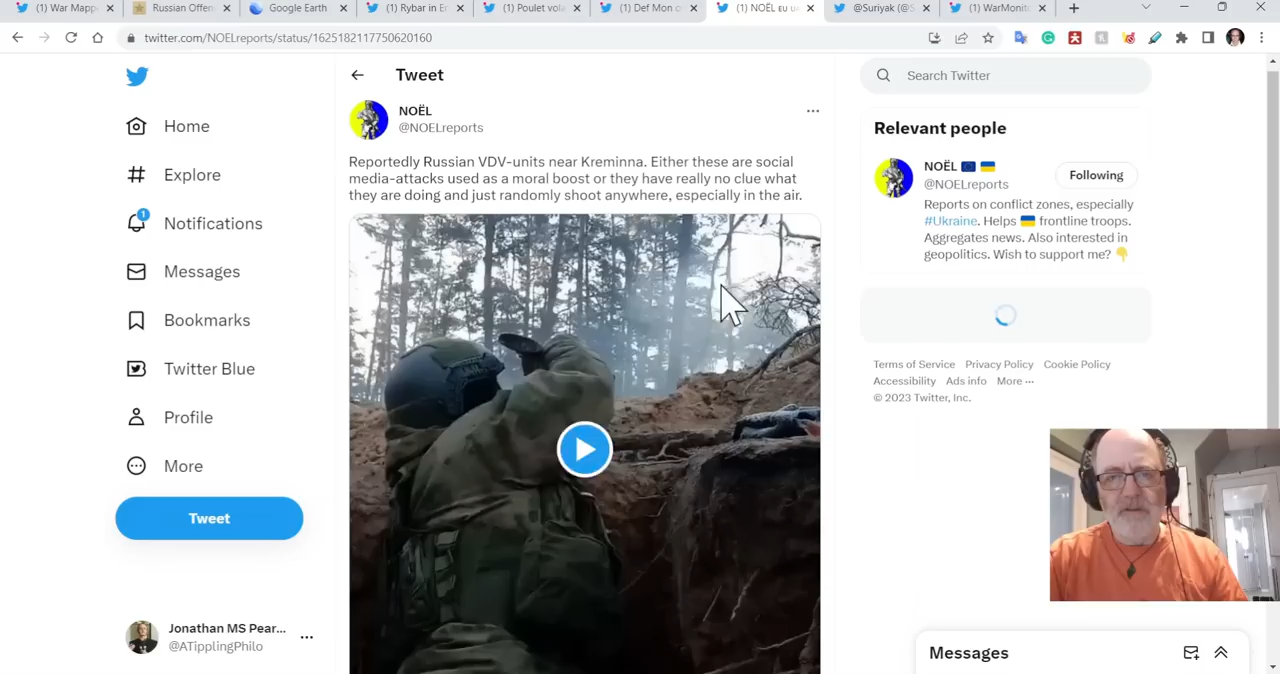 (1) War Mapp
Russian Offen
Google Earth
(1) Rybar in E
(1) Poulet vola
(1) Def Mon o
(1) NOËL EU U
@Suriyak (@S
(1) WarMonito
twitter.com/NOELreports/status/1625182117750620160
Tweet
Search Twitter
NOËL
@NOELreports
Reportedly Russian VDV-units near Kreminna. Either these are social
media-attacks used as a moral boost or they have really no clue what
they are doing and just randomly shoot anywhere, especially in the air.
Home
Explore
1
Notifications
Messages
Bookmarks
Twitter Blue
Profile
More
Tweet
Jonathan MS Pear...
@ATipplingPhilo
Relevant people
NOËL
@NOELreports
Following
Reports on conflict zones, especially
#Ukraine. Helps frontline troops.
Aggregates news. Also interested in
geopolitics. Wish to support me?
Terms of Service Privacy Policy Cookie Policy
Accessibility Ads info More ...
© 2023 Twitter, Inc.
Messages